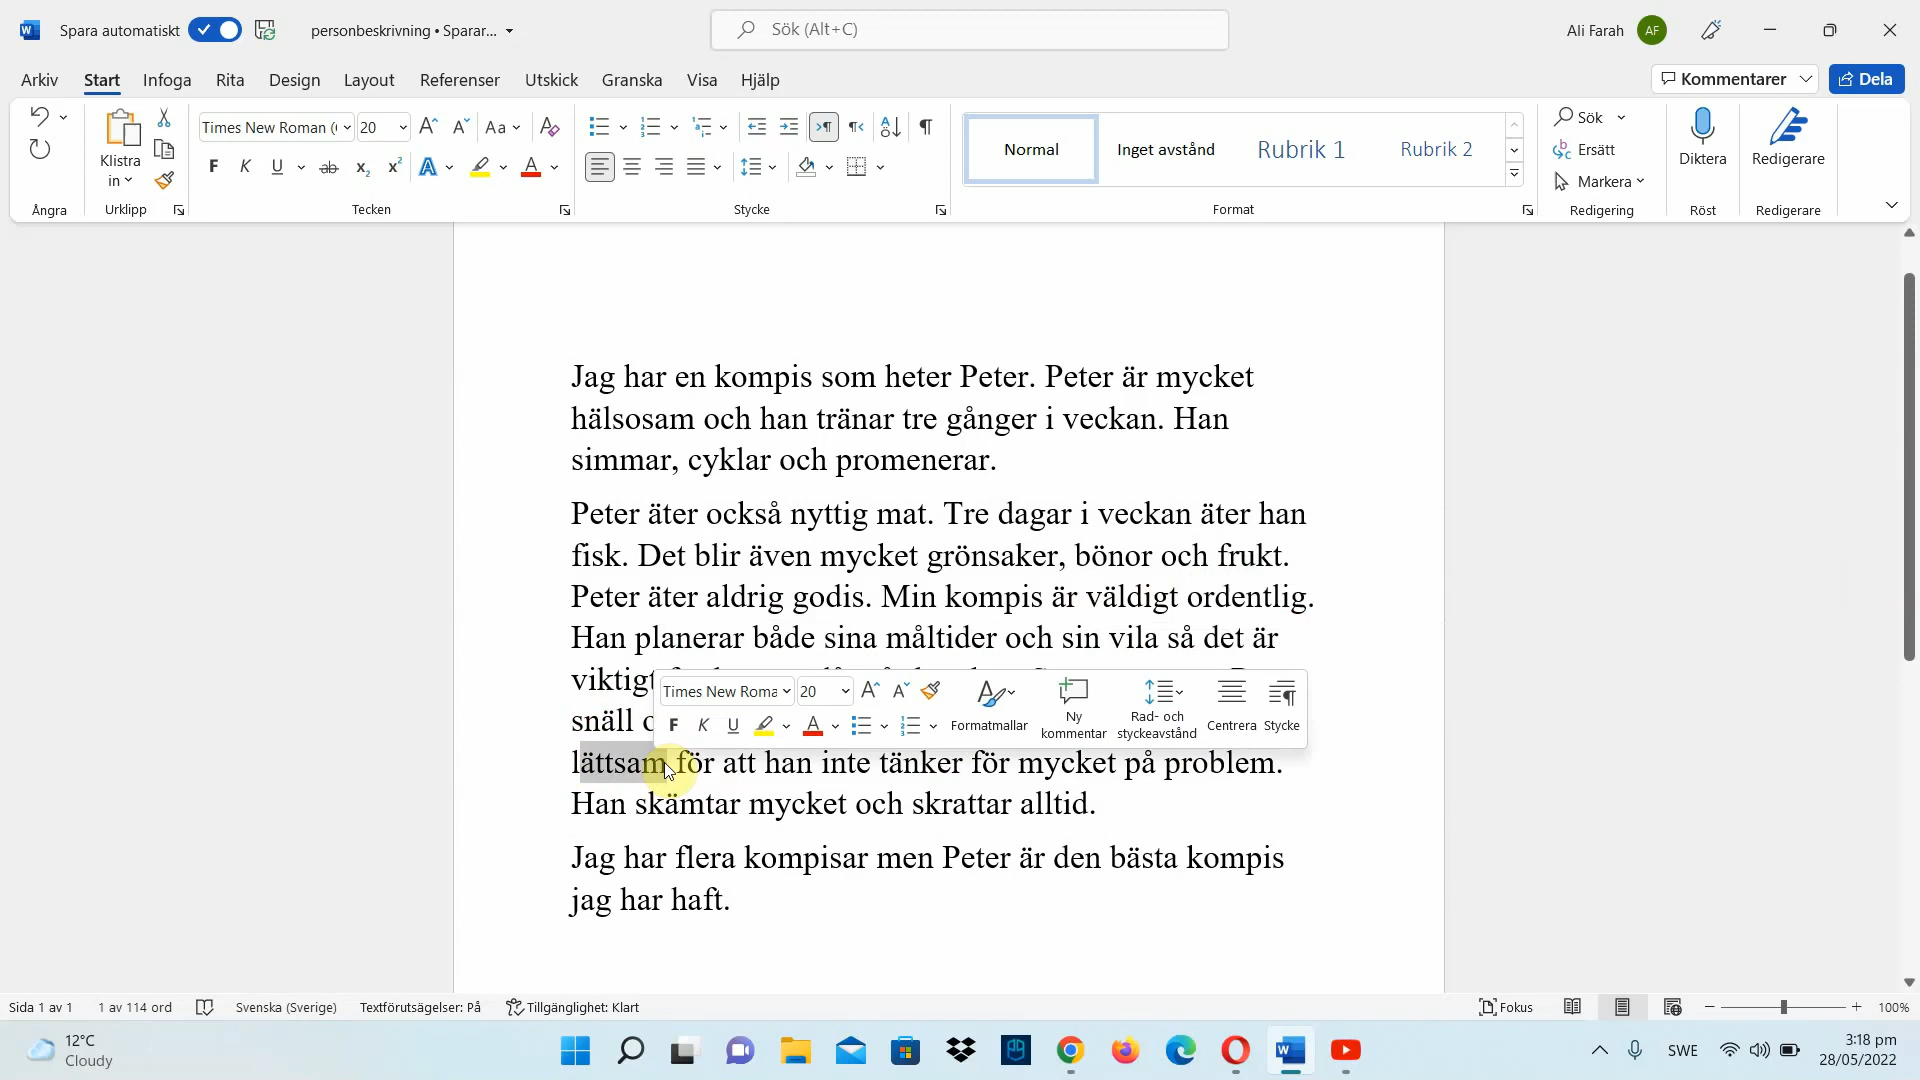 Spara automatiskt
personbeskrivning • Sparar...
Sök (Alt+C)
Ali Farah
AF
Arkiv
Start
Infoga
Rita
Design
Layout
Referenser
Utskick
Granska
Visa
Hjälp
Kommentarer
Dela
Klistra
in
Times New Roman (
20
Normal
Inget avstånd
Rubrik 1
Rubrik 2
Sök
Ersätt
Markera
Diktera
Redigerare
Ångra
Urklipp
Tecken
Stycke
Format
Redigering
Röst
Redigerare
Jag har en kompis som heter Peter. Peter är mycket
hälsosam och han tränar tre gånger i veckan. Han
simmar, cyklar och promenerar.
Peter äter också nyttig mat. Tre dagar i veckan äter han
fisk. Det blir även mycket grönsaker, bönor och frukt.
Peter äter aldrig godis. Min kompis är väldigt ordentlig.
Han planerar både sina måltider och sin vila så det är
viktigt
snäll
lättsam för att han inte tänker för mycket på problem.
Han skämtar mycket och skrattar alltid.
Jag har flera kompisar men Peter är den bästa kompis
jag har haft.
Times New Roma
20
F K U
Formatmallar
Ny
kommentar
Rad- och
styckeavstånd
Centrera
Stycke
Sida 1 av 1
1 av 114 ord
Svenska (Sverige)
Textförutsägelser: På
Tillgänglighet: Klart
Fokus
100%
12°C
Cloudy
SWE
3:18 pm
28/05/2022